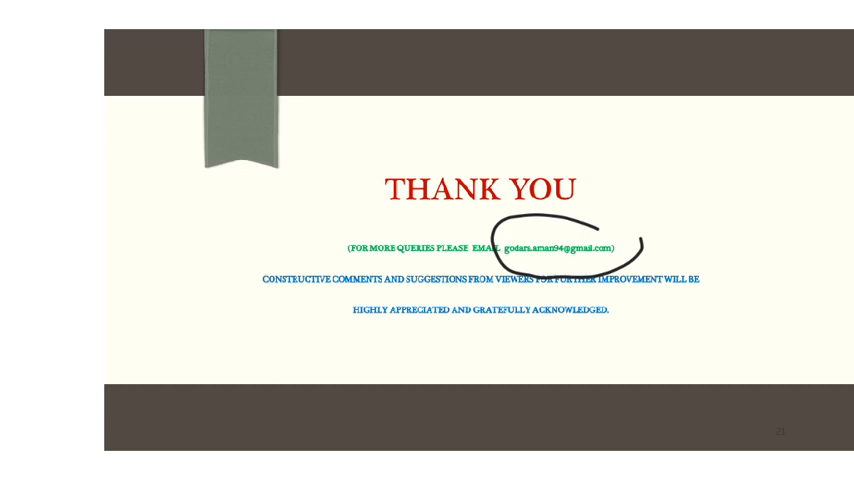 THANK YOU
(FOR MORE QUERIES PLEASE EMAIL godars.aman94@gmail.com)
CONSTRUCTIVE COMMENTS AND SUGGESTIONS FROM VIEWERS FOR FURTHER IMPROVEMENT WILL BE
HIGHLY APPRECIATED AND GRATEFULLY ACKNOWLEDGED.
21